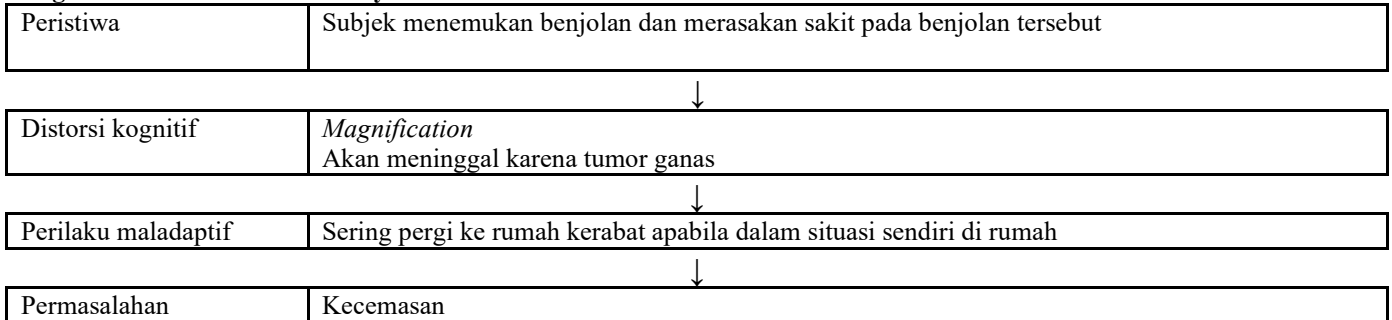 Peristiwa Subjek menemukan benjolan dan merasakan sakit pada benjolan tersebut
↓
Distorsi kognitif Magnification
Akan meninggal karena tumor ganas
↓
Perilaku maladaptif Sering pergi ke rumah kerabat apabila dalam situasi sendiri di rumah
↓
Permasalahan Kecemasan